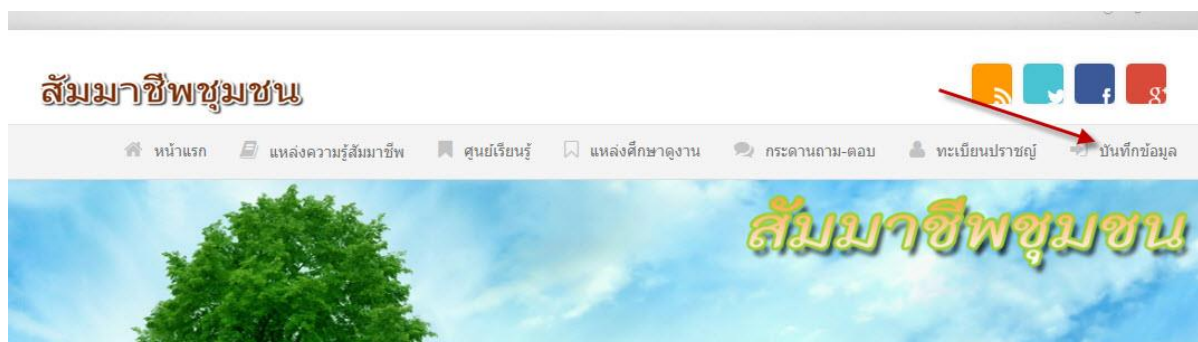 สัมมาชีพชุมชน
หน้าแรก แหล่งความรู้สัมมาชีพ ศูนย์เรียนรู้ แหล่งศึกษาดูงาน กระดานถาม-ตอบ ทะเบียนปราชญ์ บันทึกข้อมูล
สัมมาชีพชุมชน